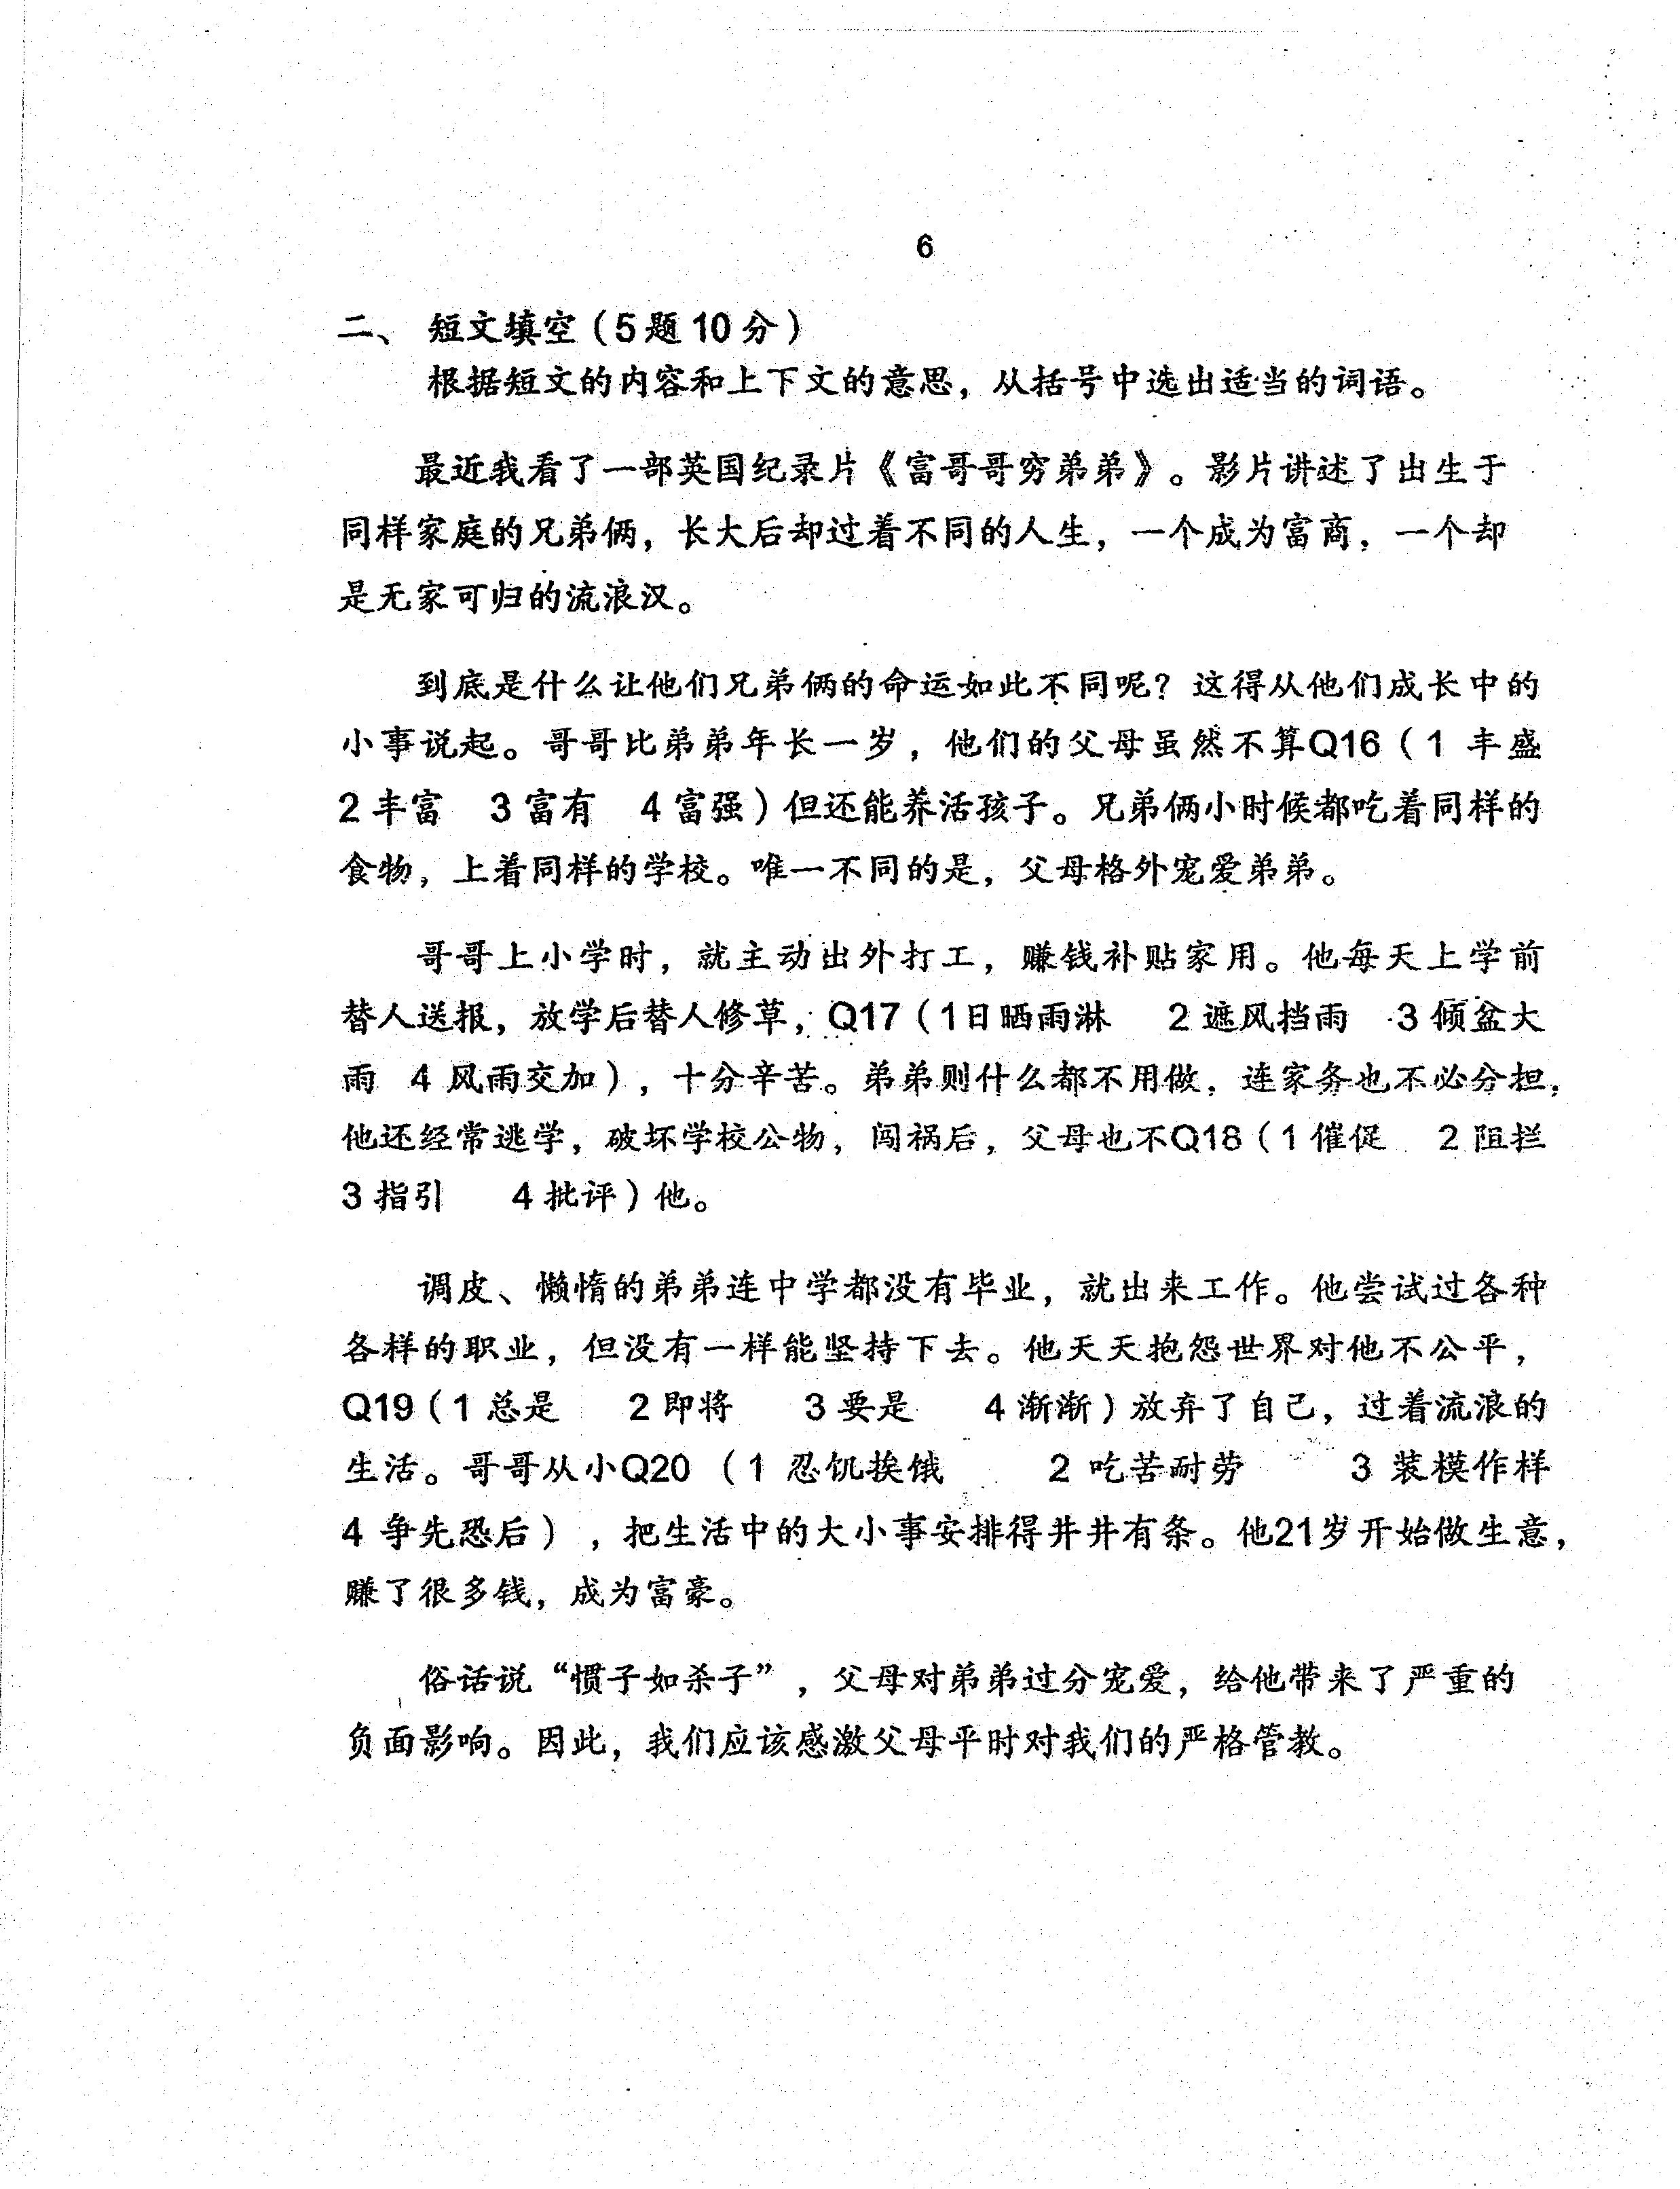 6
二、 短文填空（5题10分）
根据短文的内容和上下文的意思，从括号中选出适当的词语。
最近我看了一部英国纪录片《富哥哥穷弟弟》。影片讲述了出生于
同样家庭的兄弟俩，长大后却过着不同的人生，一个成为富商，一个却
是无家可归的流浪汉。
到底是什么让他们兄弟俩的命运如此不同呢？这得从他们成长中的
小事说起。哥哥比弟弟年长一岁，他们的父母虽然不算Q16（1 丰盛
2 丰富 3 富有 4 富强）但还能养活孩子。兄弟俩小时候都吃着同样的
食物，上着同样的学校。唯一不同的是，父母格外宠爱弟弟。
哥哥上小学时，就主动出外打工，赚钱补贴家用。他每天上学前
替人送报，放学后替人修草，Q17（1日晒雨淋 2 遮风挡雨 3 倾盆大
雨 4 风雨交加），十分辛苦。弟弟则什么都不用做，连家务也不必分担，
他还经常逃学，破坏学校公物，闯祸后，父母也不Q18（1 催促 2 阻拦
3 指引 4 批评）他。
调皮、懒惰的弟弟连中学都没有毕业，就出来工作。他尝试过各种
各样的职业，但没有一样能坚持下去。他天天抱怨世界对他不公平，
Q19（1 总是 2 即将 3 要是 4 渐渐）放弃了自己，过着流浪的
生活。哥哥从小Q20 （1 忍饥挨饿 2 吃苦耐劳 3 装模作样
4 争先恐后），把生活中的大小事安排得井井有条。他21岁开始做生意，
赚了很多钱，成为富豪。
俗话说“惯子如杀子”，父母对弟弟过分宠爱，给他带来了严重的
负面影响。因此，我们应该感激父母平时对我们的严格管教。